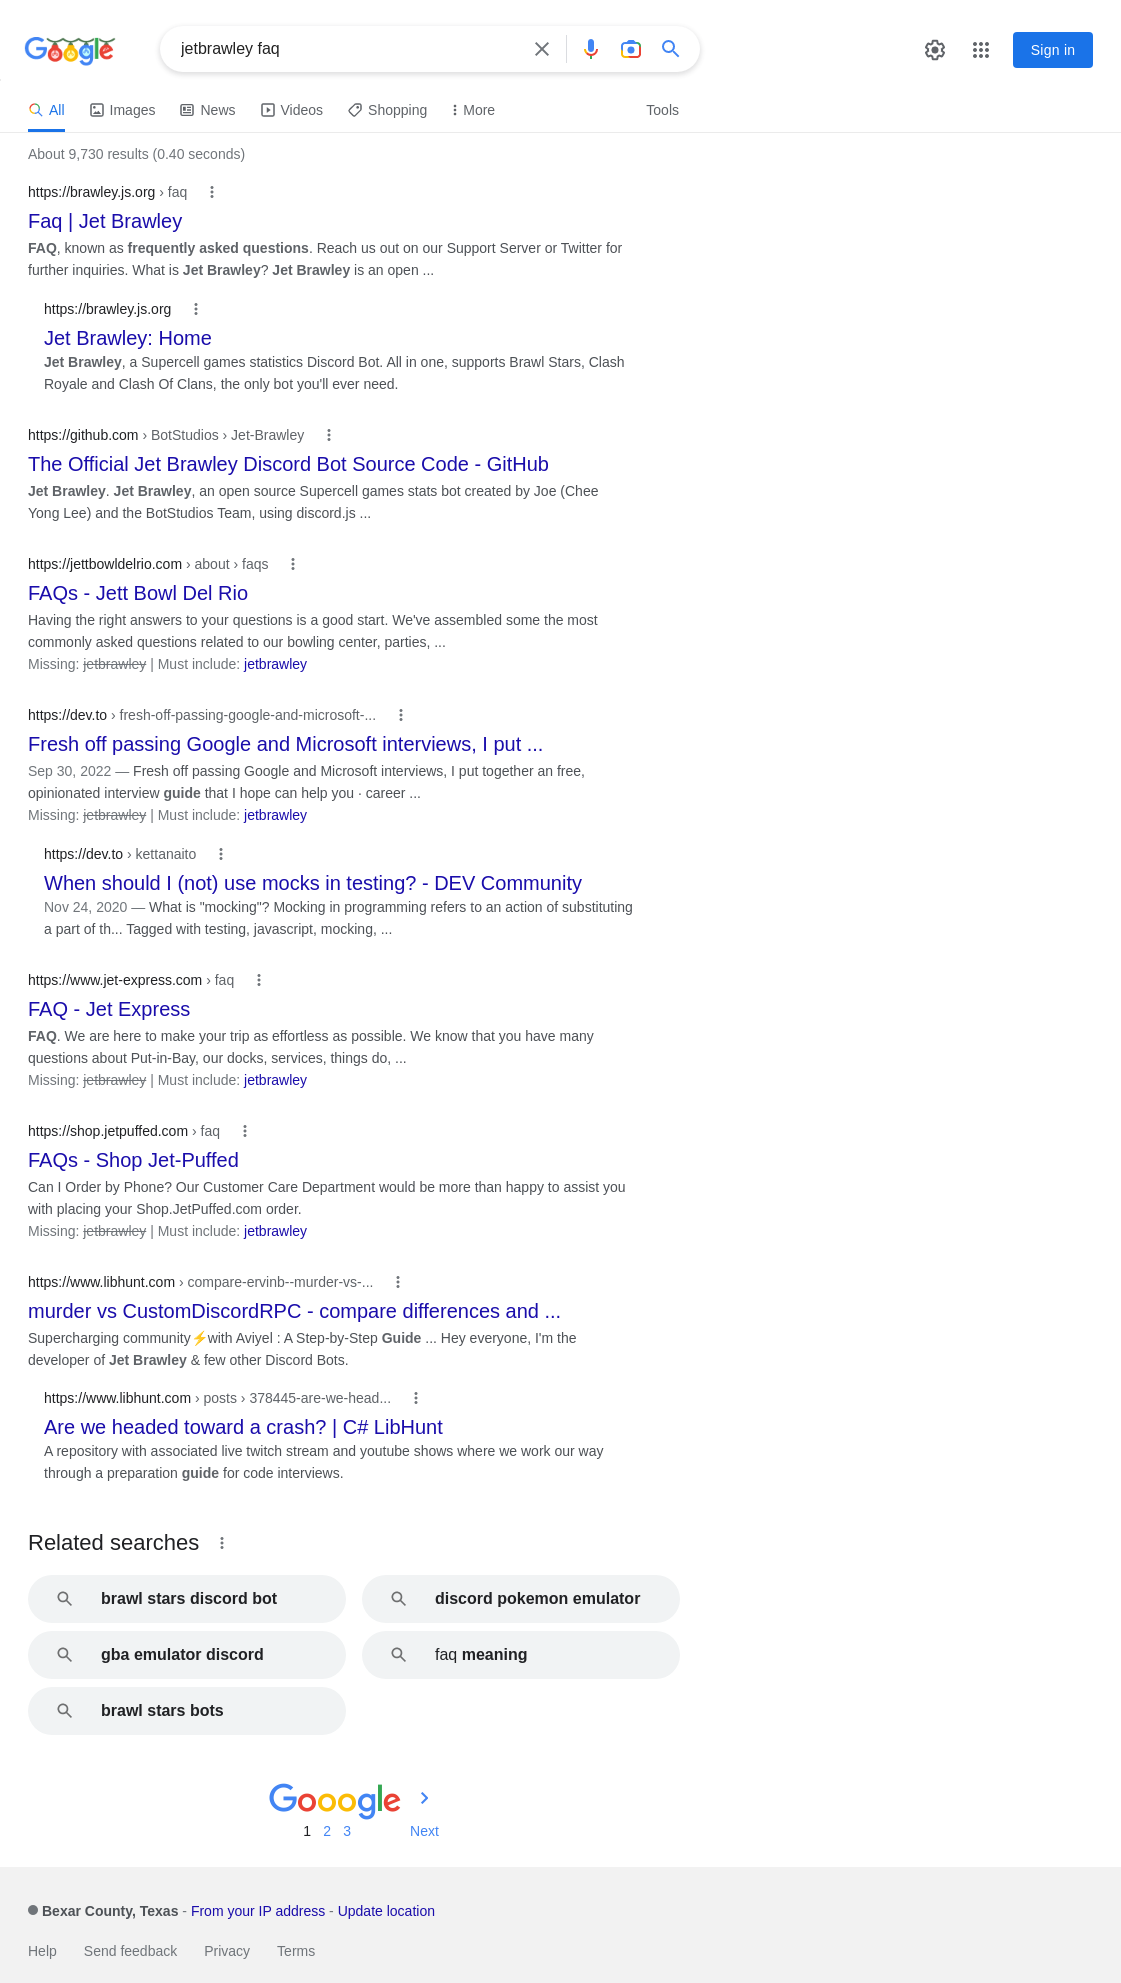 Google
jetbrawley faq
Sign in
All Images News Videos Shopping More Tools
About 9,730 results (0.40 seconds)
https://brawley.js.org › faq
Faq | Jet Brawley
FAQ, known as frequently asked questions. Reach us out on our Support Server or Twitter for
further inquiries. What is Jet Brawley? Jet Brawley is an open ...
https://brawley.js.org
Jet Brawley: Home
Jet Brawley, a Supercell games statistics Discord Bot. All in one, supports Brawl Stars, Clash
Royale and Clash Of Clans, the only bot you'll ever need.
https://github.com › BotStudios › Jet-Brawley
The Official Jet Brawley Discord Bot Source Code - GitHub
Jet Brawley. Jet Brawley, an open source Supercell games stats bot created by Joe (Chee
Yong Lee) and the BotStudios Team, using discord.js ...
https://jettbowldelrio.com › about › faqs
FAQs - Jett Bowl Del Rio
Having the right answers to your questions is a good start. We've assembled some the most
commonly asked questions related to our bowling center, parties, ...
Missing: jetbrawley | Must include: jetbrawley
https://dev.to › fresh-off-passing-google-and-microsoft-...
Fresh off passing Google and Microsoft interviews, I put ...
Sep 30, 2022 — Fresh off passing Google and Microsoft interviews, I put together an free,
opinionated interview guide that I hope can help you · career ...
Missing: jetbrawley | Must include: jetbrawley
https://dev.to › kettanaito
When should I (not) use mocks in testing? - DEV Community
Nov 24, 2020 — What is "mocking"? Mocking in programming refers to an action of substituting
a part of th... Tagged with testing, javascript, mocking, ...
https://www.jet-express.com › faq
FAQ - Jet Express
FAQ. We are here to make your trip as effortless as possible. We know that you have many
questions about Put-in-Bay, our docks, services, things do, ...
Missing: jetbrawley | Must include: jetbrawley
https://shop.jetpuffed.com › faq
FAQs - Shop Jet-Puffed
Can I Order by Phone? Our Customer Care Department would be more than happy to assist you
with placing your Shop.JetPuffed.com order.
Missing: jetbrawley | Must include: jetbrawley
https://www.libhunt.com › compare-ervinb--murder-vs-...
murder vs CustomDiscordRPC - compare differences and ...
Supercharging community⚡with Aviyel : A Step-by-Step Guide ... Hey everyone, I'm the
developer of Jet Brawley & few other Discord Bots.
https://www.libhunt.com › posts › 378445-are-we-head...
Are we headed toward a crash? | C# LibHunt
A repository with associated live twitch stream and youtube shows where we work our way
through a preparation guide for code interviews.
Related searches
brawl stars discord bot
discord pokemon emulator
gba emulator discord
faq meaning
brawl stars bots
Gooogle
1 2 3 Next
Bexar County, Texas - From your IP address - Update location
Help Send feedback Privacy Terms